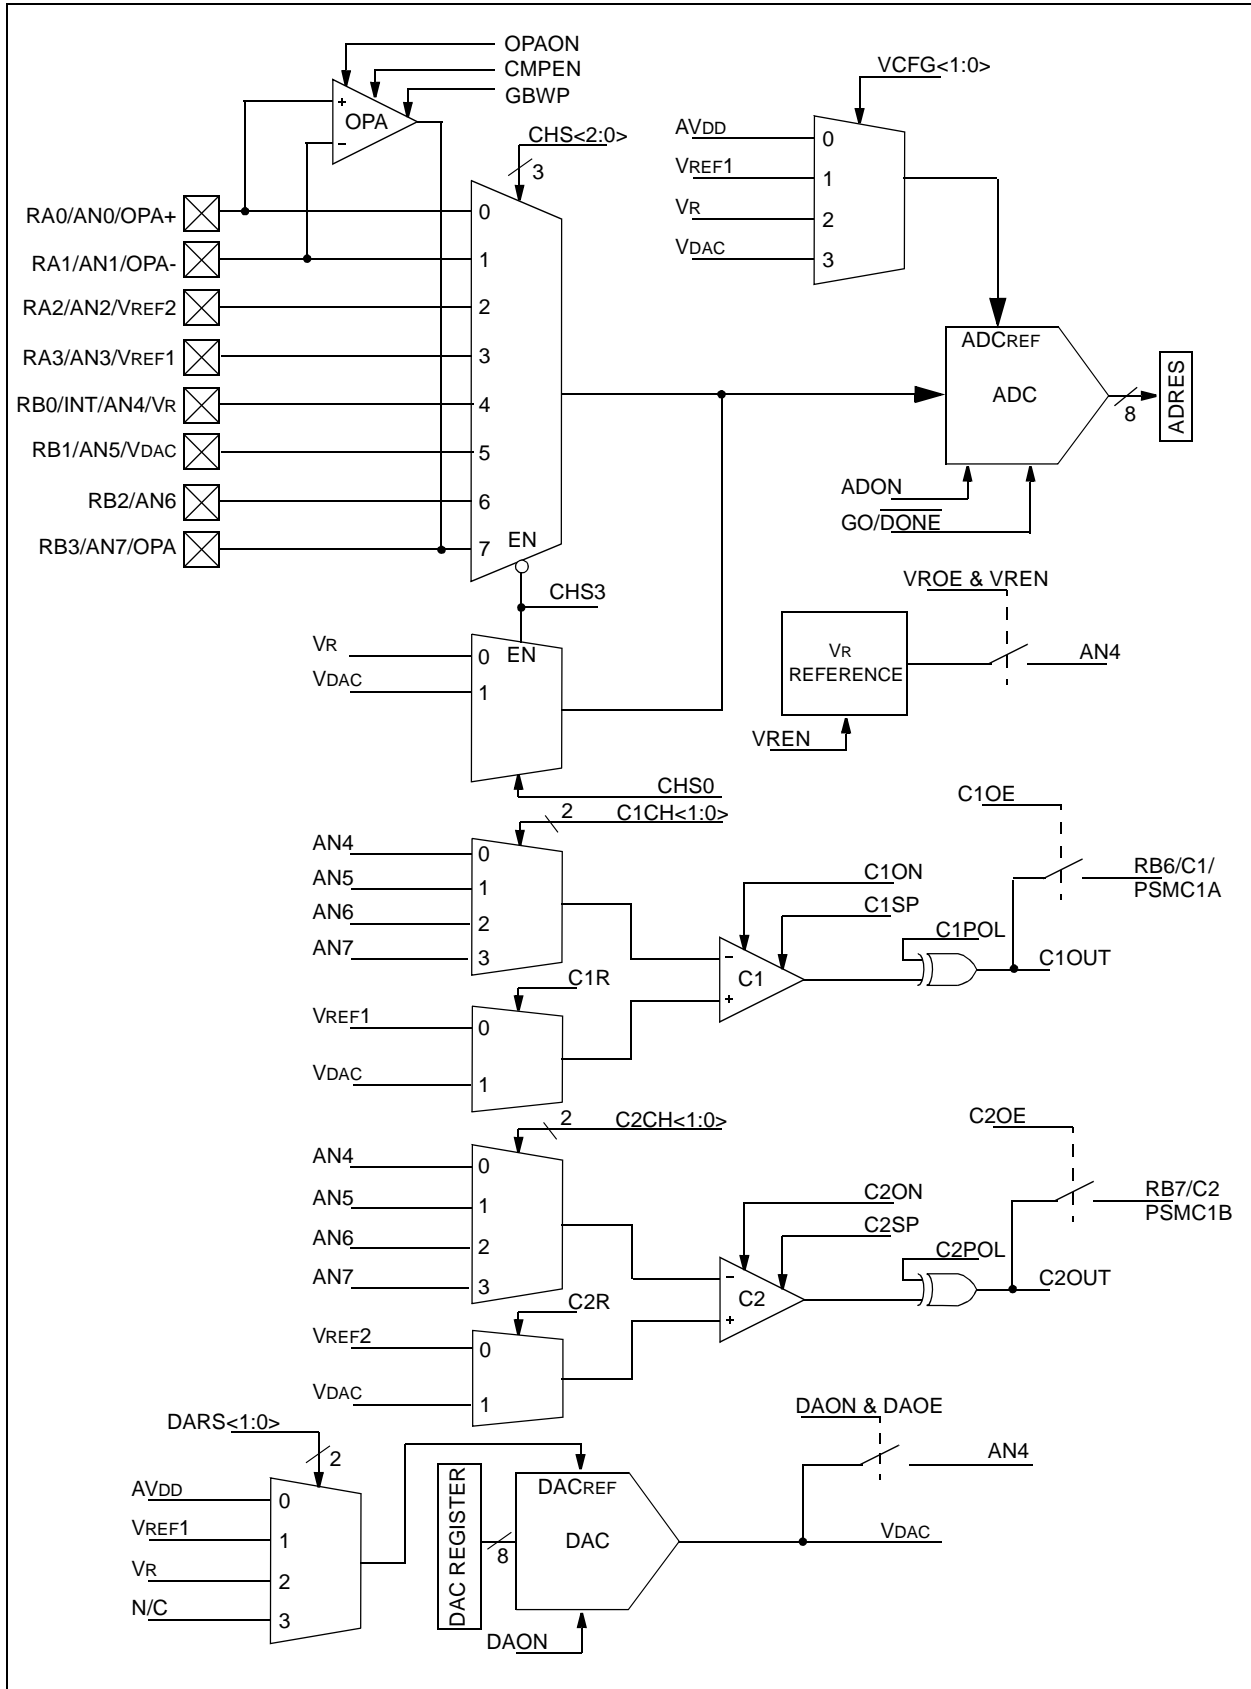 OPAON
CMPEN
GBWP
+
OPA
–
CHS<2:0>
3
VCFG<1:0>
AVDD
0
VREF1
1
VR
2
VDAC
3
RA0/AN0/OPA+
0
RA1/AN1/OPA-
1
RA2/AN2/VREF2
2
RA3/AN3/VREF1
3
RB0/INT/AN4/VR
4
RB1/AN5/VDAC
5
RB2/AN6
6
RB3/AN7/OPA
7
EN
ADCREF
ADC
8
ADRES
ADON
GO/DONE
CHS3
VR
0
EN
VDAC
1
CHS0
VROE & VREN
VR
REFERENCE
AN4
VREN
2
C1CH<1:0>
AN4
0
AN5
1
AN6
2
AN7
3
C1R
VREF1
0
VDAC
1
C1ON
C1SP
–
C1
+
C1POL
C1OE
RB6/C1/
PSMC1A
C1OUT
2
C2CH<1:0>
AN4
0
AN5
1
AN6
2
AN7
3
C2R
VREF2
0
VDAC
1
C2ON
C2SP
–
C2
+
C2POL
C2OE
RB7/C2
PSMC1B
C2OUT
DARS<1:0>
2
AVDD
0
VREF1
1
VR
2
N/C
3
DAC REGISTER
8
DACREF
DAC
DAON
DAON & DAOE
AN4
VDAC